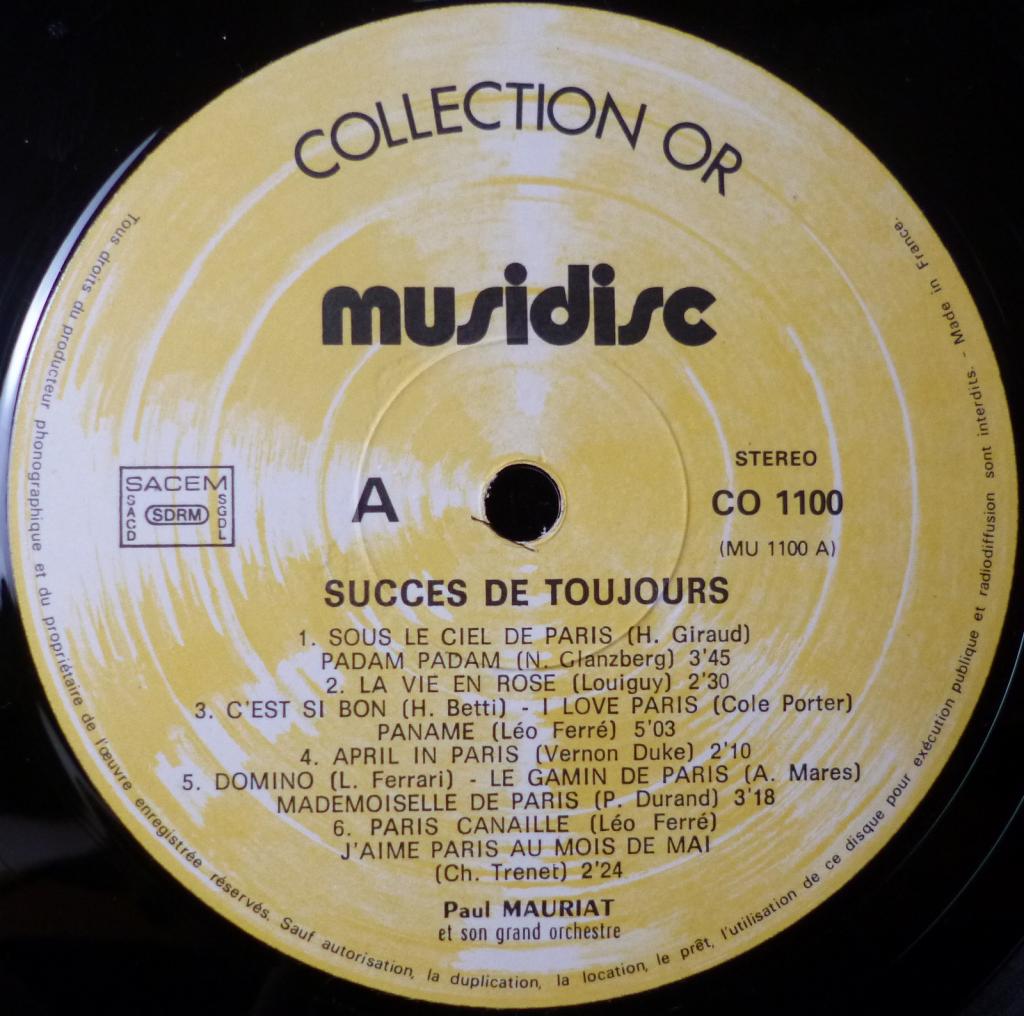 COLLECTION OR
musidisc
STEREO
SACEM
SACD
SDRM
SGDL
A
CO 1100
(MU 1100 A)
SUCCES DE TOUJOURS
1. SOUS LE CIEL DE PARIS (H. Giraud)
PADAM PADAM (N. Glanzberg) 3'45
2. LA VIE EN ROSE (Louiguy) 2'30
3. C'EST SI BON (H. Betti) - I LOVE PARIS (Cole Porter)
PANAME (Léo Ferré) 5'03
4. APRIL IN PARIS (Vernon Duke) 2'10
5. DOMINO (L. Ferrari) - LE GAMIN DE PARIS (A. Mares)
MADEMOISELLE DE PARIS (P. Durand) 3'18
6. PARIS CANAILLE (Léo Ferré)
J'AIME PARIS AU MOIS DE MAI
(Ch. Trenet) 2'24
Paul MAURIAT
et son grand orchestre
Tous droits du producteur phonographique et du propriétaire de l'œuvre enregistrée réservés. Sauf autorisation, la duplication, la location, le prêt, l'utilisation de ce disque pour exécution publique et radiodiffusion sont interdits. - Made in France.